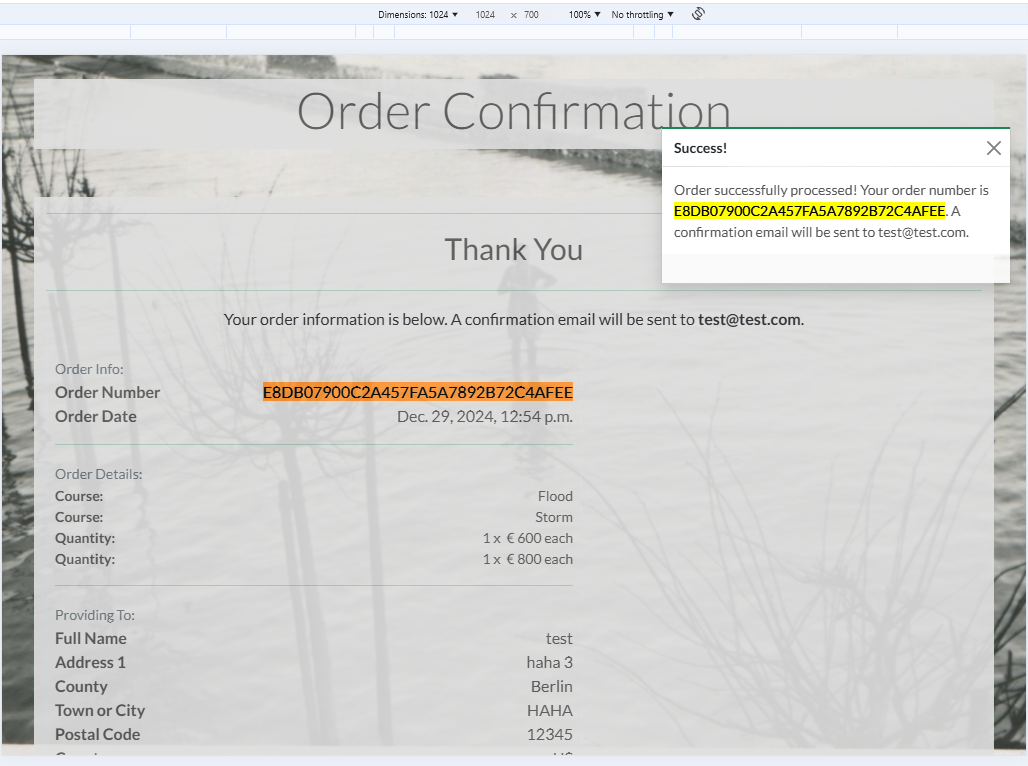 Dimensions: 1024 ▼ 1024 × 700 100% ▼ No throttling ▼
Order Confirmation
Success!
Order successfully processed! Your order number is
E8DB07900C2A457FA5A7892B72C4AFEE. A
confirmation email will be sent to test@test.com.
Thank You
Your order information is below. A confirmation email will be sent to test@test.com.
Order Info:
Order Number E8DB07900C2A457FA5A7892B72C4AFEE
Order Date Dec. 29, 2024, 12:54 p.m.
Order Details:
Course: Flood
Course: Storm
Quantity: 1 x € 600 each
Quantity: 1 x € 800 each
Providing To:
Full Name test
Address 1 haha 3
County Berlin
Town or City HAHA
Postal Code 12345